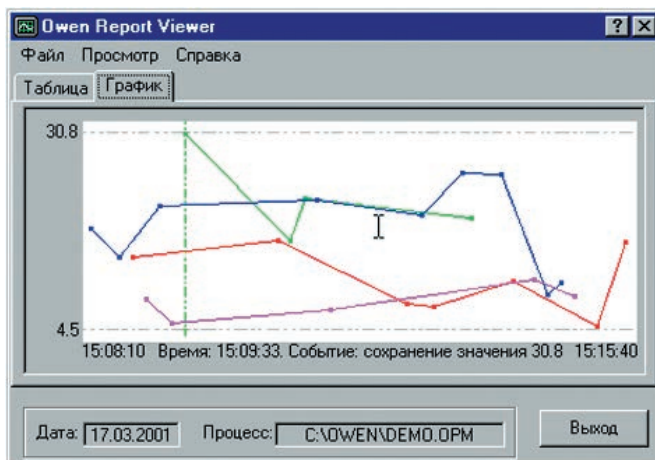 Owen Report Viewer
Файл Просмотр Справка
Таблица График
30.8
4.5
15:08:10 Время: 15:09:33. Событие: сохранение значения 30.8 15:15:40
Дата: 17.03.2001 Процесс: C:\OWEN\DEMO.OPM Выход